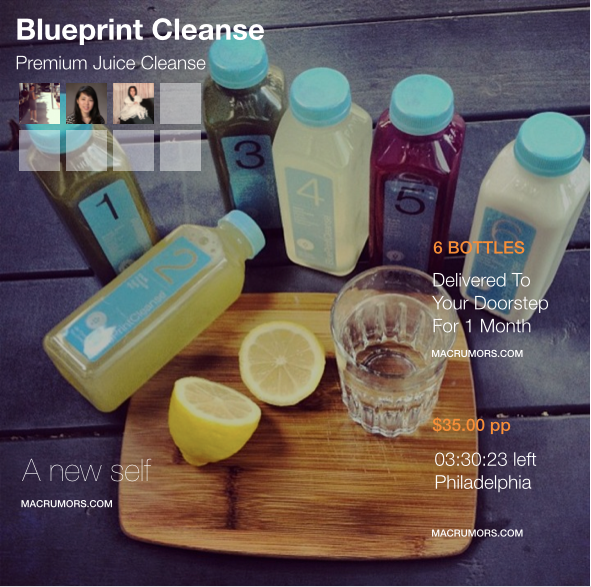 Blueprint Cleanse
Premium Juice Cleanse
3
4
5
1
2
6 BOTTLES
Delivered To
Your Doorstep
For 1 Month
MACRUMORS.COM
$35.00 pp
03:30:23 left
Philadelphia
A new self
MACRUMORS.COM
MACRUMORS.COM